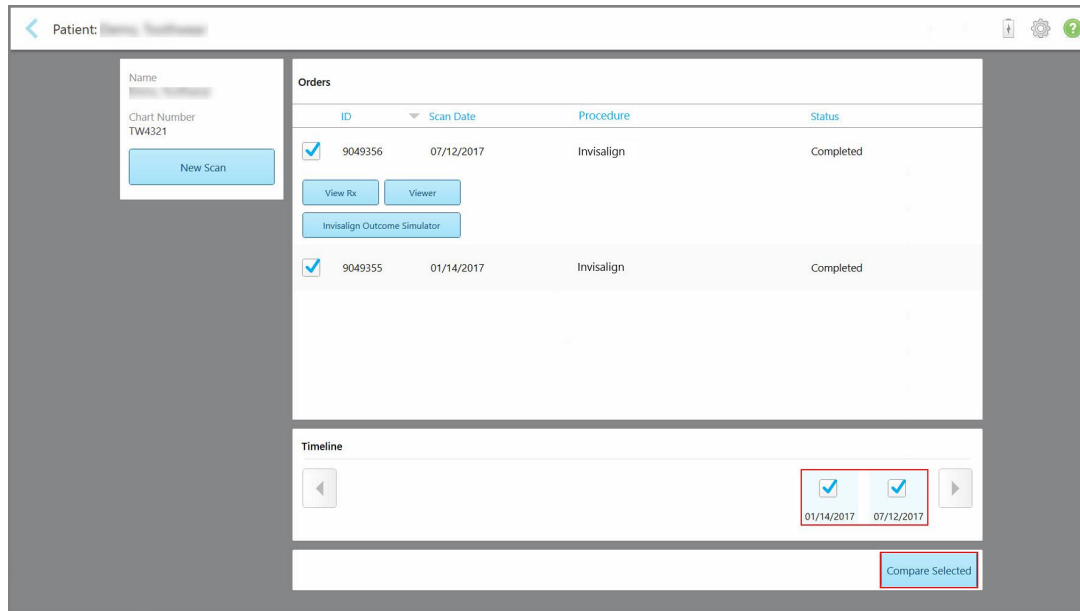 Patient:
?
Name
Chart Number
TW4321
New Scan
Orders
ID Scan Date Procedure Status
9049356 07/12/2017 Invisalign Completed
View Rx Viewer
Invisalign Outcome Simulator
9049355 01/14/2017 Invisalign Completed
Timeline
01/14/2017 07/12/2017
Compare Selected